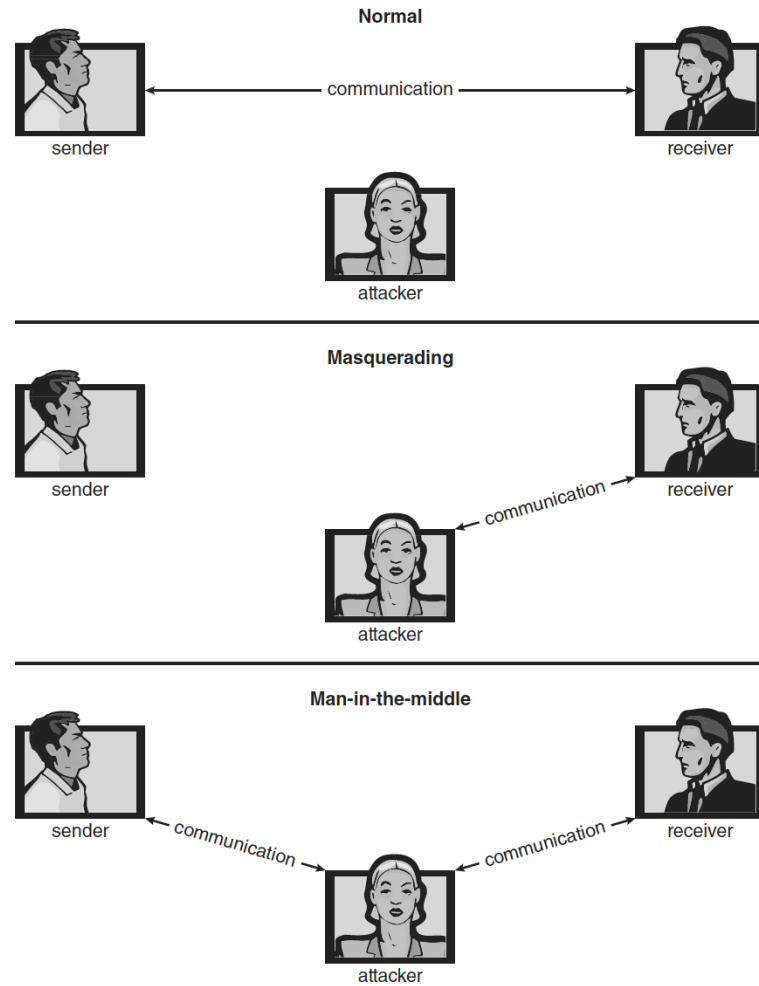 Normal
communication
sender
receiver
attacker
Masquerading
communication
sender
receiver
attacker
Man-in-the-middle
communication
communication
sender
receiver
attacker